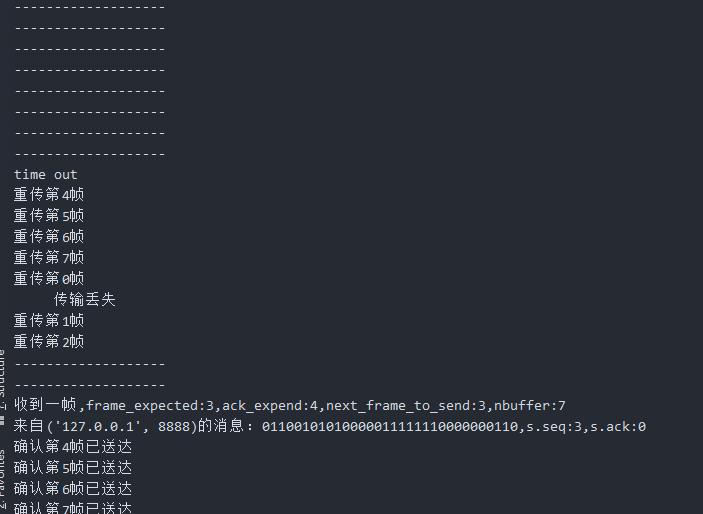 -------------------
-------------------
-------------------
-------------------
-------------------
-------------------
-------------------
-------------------
time out
重传第4帧
重传第5帧
重传第6帧
重传第7帧
重传第0帧
传输丢失
重传第1帧
重传第2帧
-------------------
-------------------
收到一帧,frame_expected:3,ack_expend:4,next_frame_to_send:3,nbuffer:7
来自('127.0.0.1', 8888)的消息: 01100101010000011111110000000110,s.seq:3,s.ack:0
确认第4帧已送达
确认第5帧已送达
确认第6帧已送达
确认第7帧已送达
Z: Structure
2: Favorites